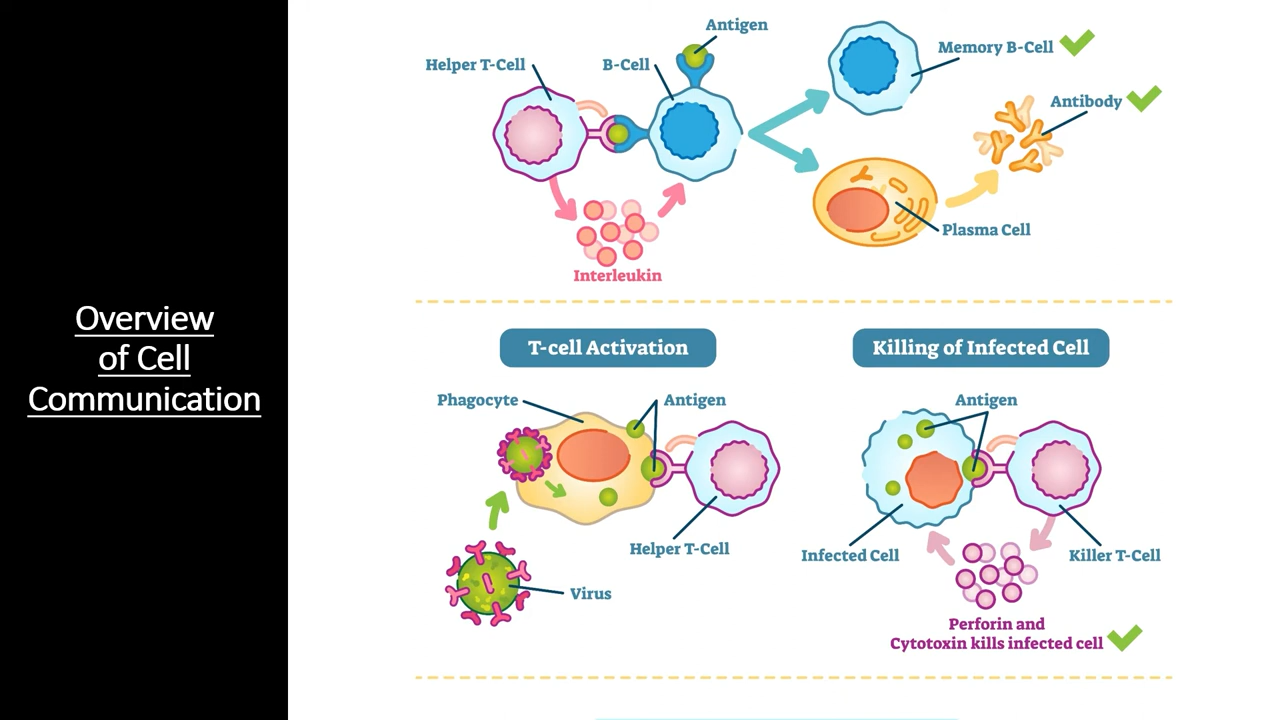 Overview
of Cell
Communication
Antigen
Helper T-Cell
B-Cell
Memory B-Cell
Antibody
Plasma Cell
Interleukin
T-cell Activation
Killing of Infected Cell
Phagocyte
Antigen
Antigen
Helper T-Cell
Infected Cell
Killer T-Cell
Virus
Perforin and
Cytotoxin kills infected cell